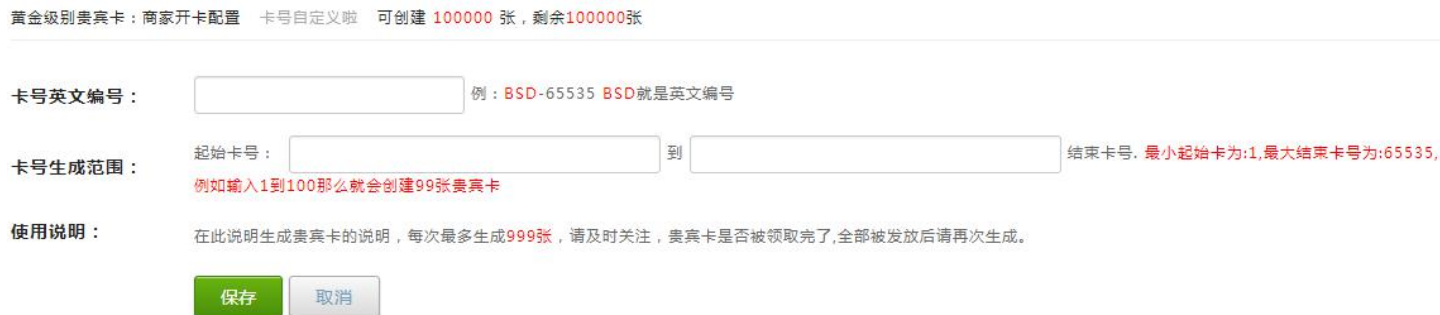 黄金级别贵宾卡：商家开卡配置 卡号自定义啦 可创建 100000 张，剩余100000张
卡号英文编号： 例：BSD-65535 BSD就是英文编号
卡号生成范围： 起始卡号： 到 结束卡号. 最小起始卡为:1,最大结束卡号为:65535,
例如输入1到100那么就会创建99张贵宾卡
使用说明： 在此说明生成贵宾卡的说明，每次最多生成999张，请及时关注，贵宾卡是否被领取完了,全部被发放后请再次生成。
保存 取消